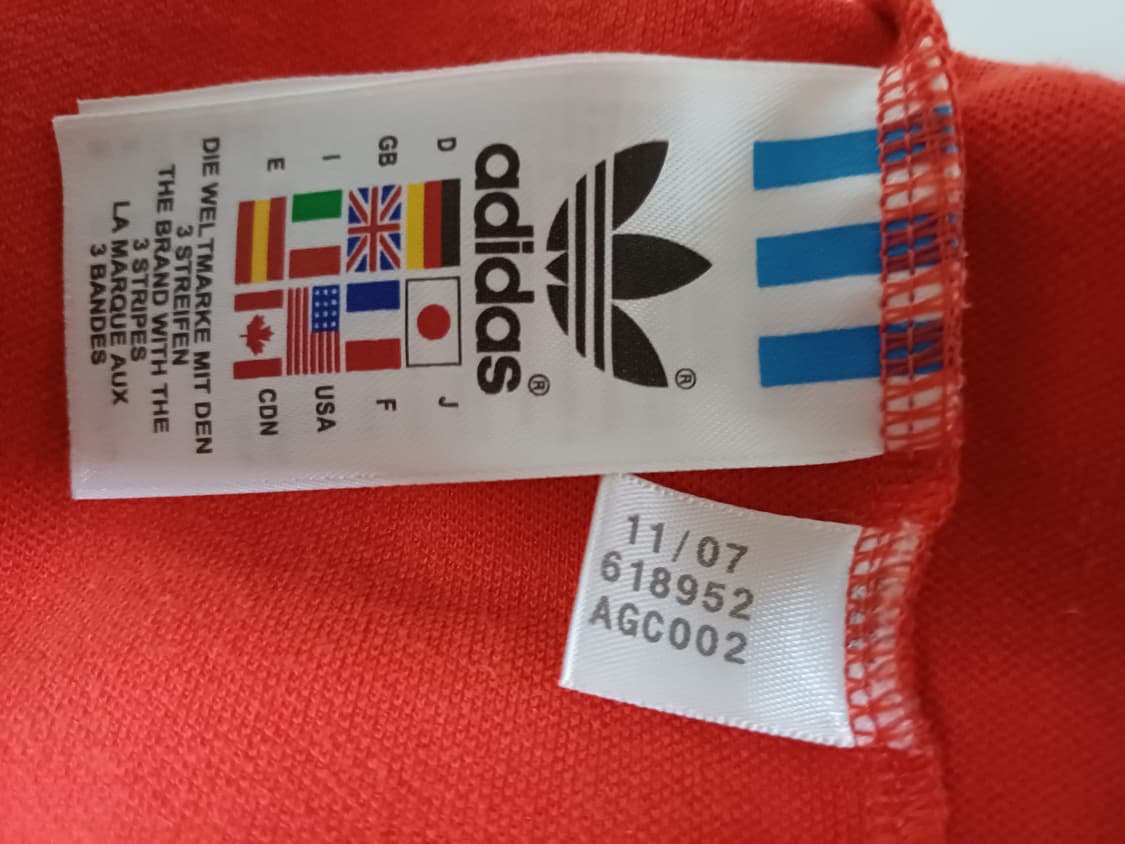 ®
adidas®
D
J
GB
F
I
USA
E
CDN
DIE WELTMARKE MIT DEN
3 STREIFEN
THE BRAND WITH THE
3 STRIPES
LA MARQUE AUX
3 BANDES
11/07
618952
AGC002